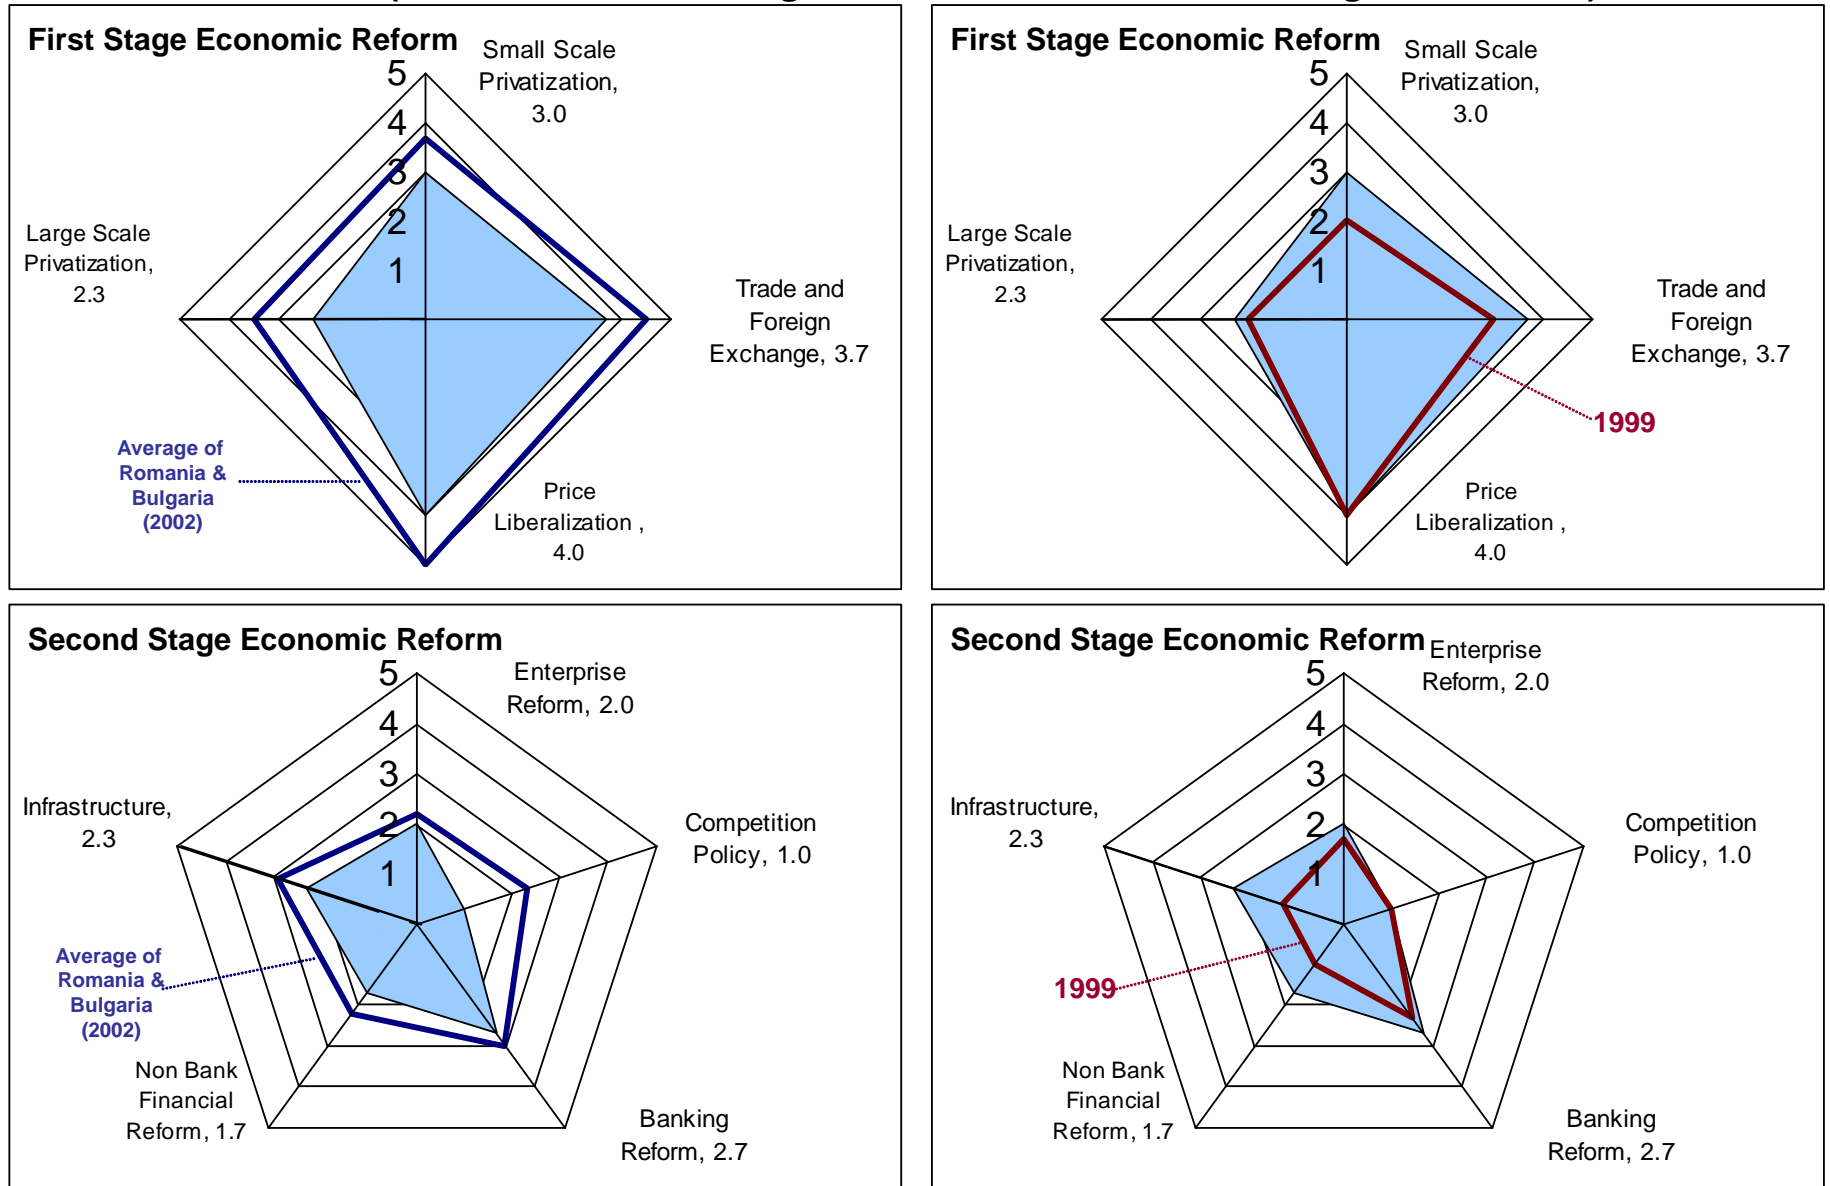 First Stage Economic Reform
Small Scale
Privatization,
3.0
5
4
3
2
1
Large Scale
Privatization,
2.3
Trade and
Foreign
Exchange, 3.7
Average of
Romania &
Bulgaria
(2002)
Price
Liberalization ,
4.0
First Stage Economic Reform
Small Scale
Privatization,
3.0
5
4
3
2
1
Large Scale
Privatization,
2.3
Trade and
Foreign
Exchange, 3.7
1999
Price
Liberalization ,
4.0
Second Stage Economic Reform
Enterprise
Reform, 2.0
5
4
3
2
1
Infrastructure,
2.3
Competition
Policy, 1.0
Average of
Romania &
Bulgaria
(2002)
Non Bank
Financial
Reform, 1.7
Banking
Reform, 2.7
Second Stage Economic Reform
Enterprise
Reform, 2.0
5
4
3
2
1
Infrastructure,
2.3
Competition
Policy, 1.0
1999
Non Bank
Financial
Reform, 1.7
Banking
Reform, 2.7